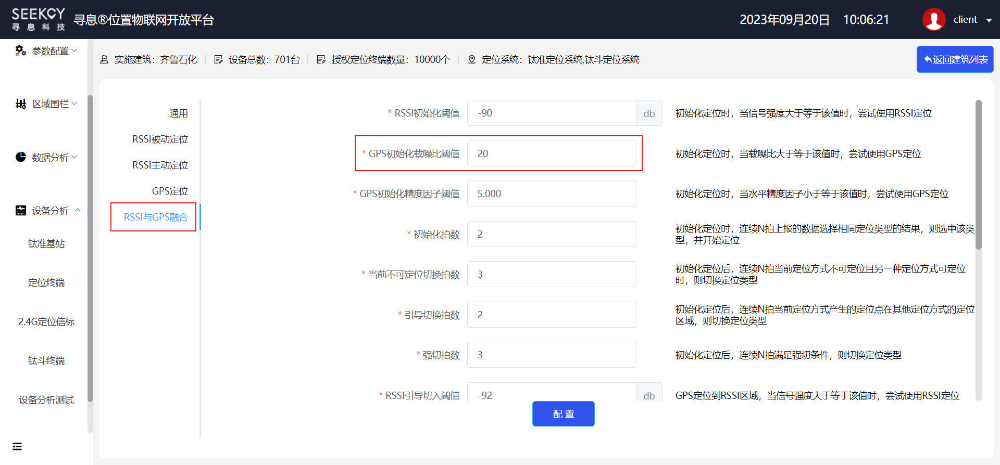 SEEKCY
寻息科技
寻息®位置物联网开放平台
2023年09月20日 10:06:21
client
参数配置
区域围栏
数据分析
设备分析
钛准基站
定位终端
2.4G定位信标
钛斗终端
设备分析测试
实施建筑：齐鲁石化
设备总数：701台
授权定位终端数量：10000个
定位系统：钛准定位系统,钛斗定位系统
返回建筑列表
通用
RSSI被动定位
RSSI主动定位
GPS定位
RSSI与GPS融合
* RSSI初始化阈值 -90 db 初始化定位时，当信号强度大于等于该值时，尝试使用RSSI定位
* GPS初始化载噪比阈值 20 初始化定位时，当载噪比大于等于该值时，尝试使用GPS定位
* GPS初始化精度因子阈值 5.000 初始化定位时，当水平精度因子小于等于该值时，尝试使用GPS定位
* 初始化拍数 2 初始化定位时，连续N拍上报的数据选择相同定位类型的结果，则选中该类
型，并开始定位
* 当前不可定位切换拍数 3 初始化定位后，连续N拍当前定位方式不可定位且另一种定位方式可定位
时，则切换定位类型
* 引导切换拍数 2 初始化定位后，连续N拍当前定位方式产生的定位点在其他定位方式的定位
区域，则切换定位类型
* 强切拍数 3 初始化定位后，连续N拍满足强切条件，则切换定位类型
* RSSI引导切入阈值 -92 db GPS定位到RSSI区域，当信号强度大于等于该值时，尝试使用RSSI定位
配 置